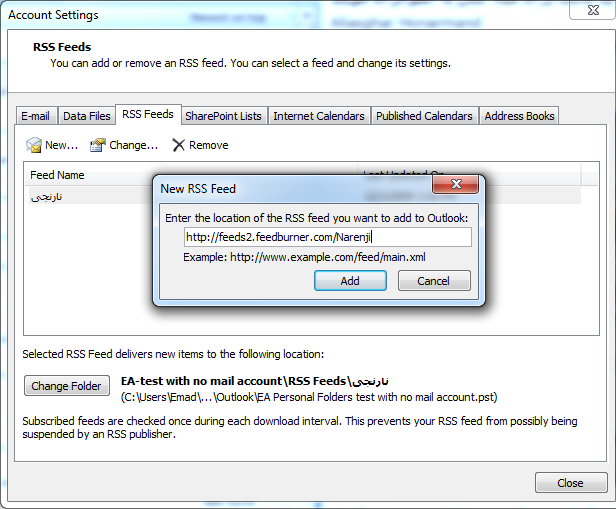 Account Settings
RSS Feeds
You can add or remove an RSS feed. You can select a feed and change its settings.
E-mail Data Files RSS Feeds SharePoint Lists Internet Calendars Published Calendars Address Books
New... Change... Remove
Feed Name
نارنجی
New RSS Feed
Enter the location of the RSS feed you want to add to Outlook:
http://feeds2.feedburner.com/Narenji
Example: http://www.example.com/feed/main.xml
Add Cancel
Selected RSS Feed delivers new items to the following location:
Change Folder
EA-test with no mail account\RSS Feeds\نارنجی
(C:\Users\Emad\...\Outlook\EA Personal Folders test with no mail account.pst)
Subscribed feeds are checked once during each download interval. This prevents your RSS feed from possibly being
suspended by an RSS publisher.
Close